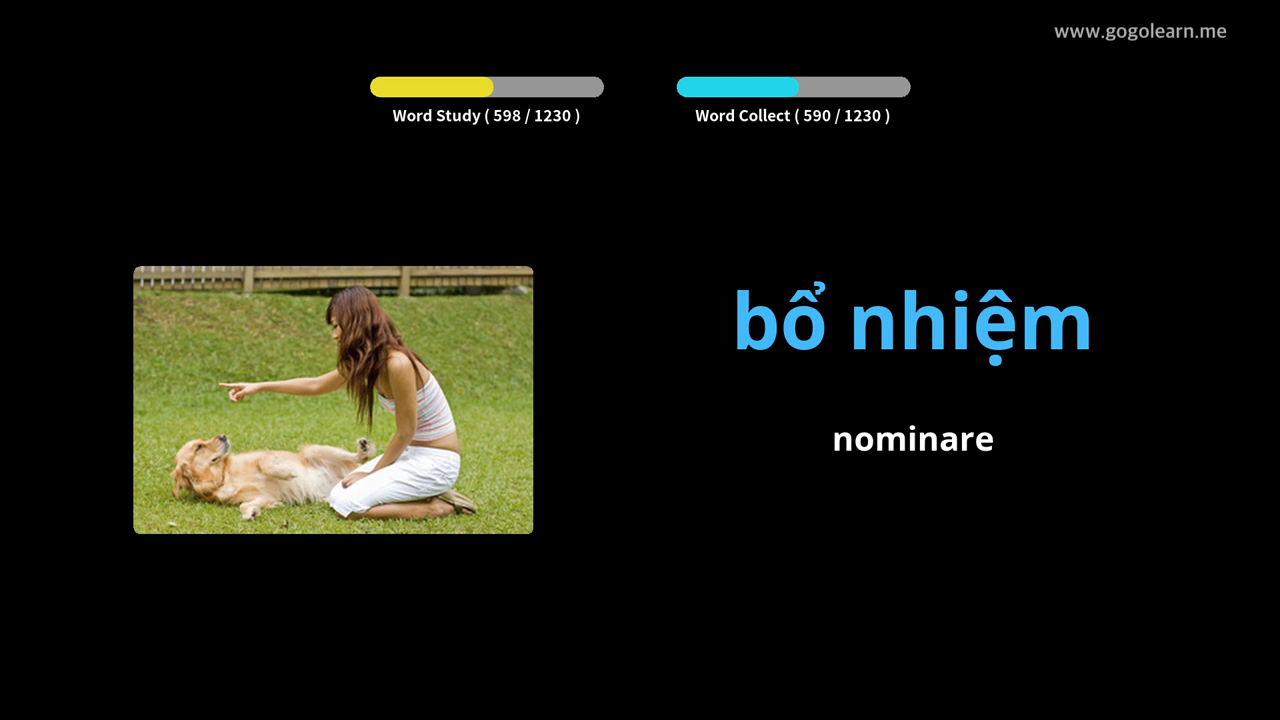 www.gogolearn.me
Word Study ( 598 / 1230 )
Word Collect ( 590 / 1230 )
bổ nhiệm
nominare